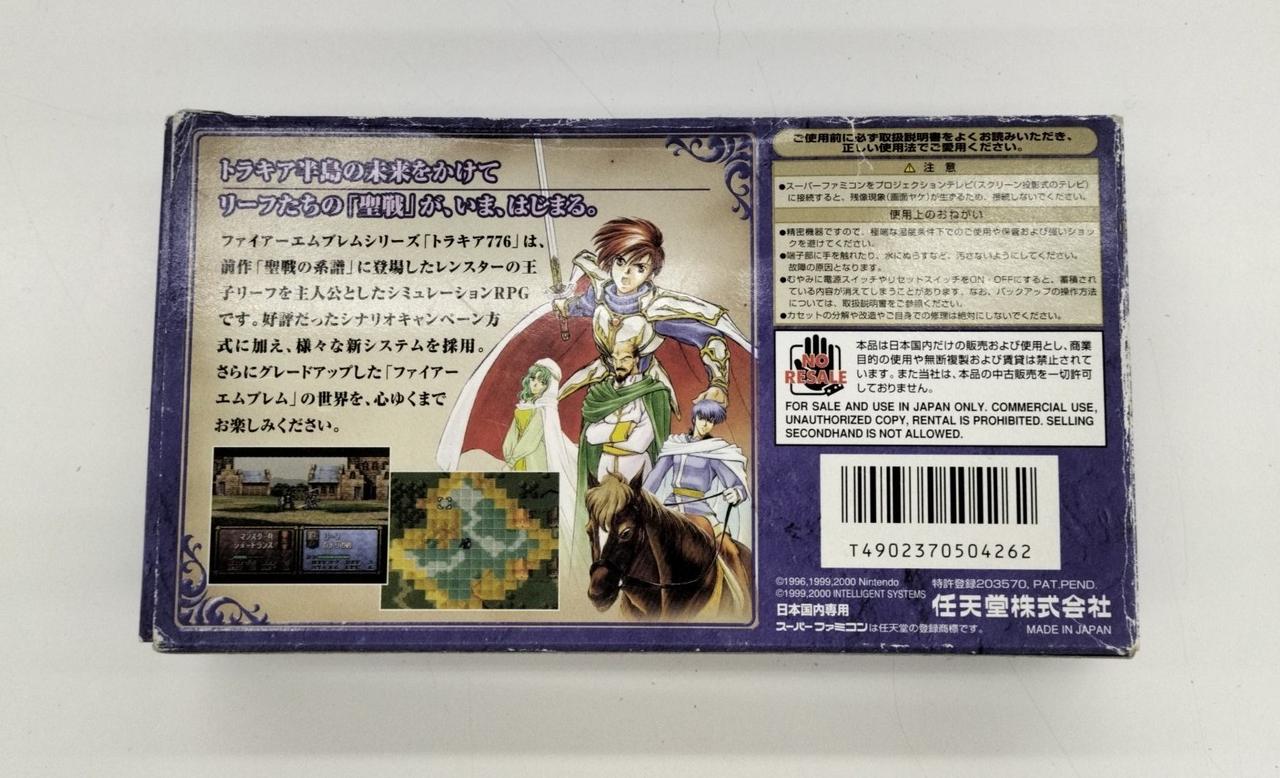 トラキア半島の未来をかけて
リーフたちの「聖戦」が、いま、はじまる。
ファイアーエムブレムシリーズ「トラキア776」は、
前作「聖戦の系譜」に登場したレンスターの王
子リーフを主人公としたシミュレーションRPG
です。好評だったシナリオキャンペーン方
式に加え、様々な新システムを採用。
さらにグレードアップした「ファイアー
エムブレム」の世界を、心ゆくまで
お楽しみください。
ご使用前に必ず取扱説明書をよくお読みいただき、
正しい使用法でご愛用ください。
⚠ 注意
●スーパーファミコンをプロジェクションテレビ(スクリーン投影式のテレビ)
に接続すると、残像現象(画面ヤケ)が生ずるため、接続しないでください。
使用上のおねがい
●精密機器ですので、極端な温度条件下でのご使用や保管および強いショッ
クを避けてください。
●端子部に手を触れたり、水にぬらすなど、汚さないようにしてください。
故障の原因となります。
●むやみに電源スイッチやリセットスイッチをON・OFFにすると、蓄積され
ている内容が消えてしまうことがあります。なお、バックアップの操作方法
については、取扱説明書をご参照ください。
●カセットの分解や改造やご自身での修理は絶対にしないでください。
NO
RESALE
本品は日本国内だけの販売および使用とし、商業
目的の使用や無断複製および賃貸は禁止されて
います。また当社は、本品の中古販売を一切許可
しておりません。
FOR SALE AND USE IN JAPAN ONLY. COMMERCIAL USE,
UNAUTHORIZED COPY, RENTAL IS PROHIBITED. SELLING
SECONDHAND IS NOT ALLOWED.
T4902370504262
©1996,1999,2000 Nintendo
©1999,2000 INTELLIGENT SYSTEMS
日本国内専用
スーパーファミコンは任天堂の登録商標です。
特許登録203570, PAT.PEND.
任天堂株式会社
MADE IN JAPAN